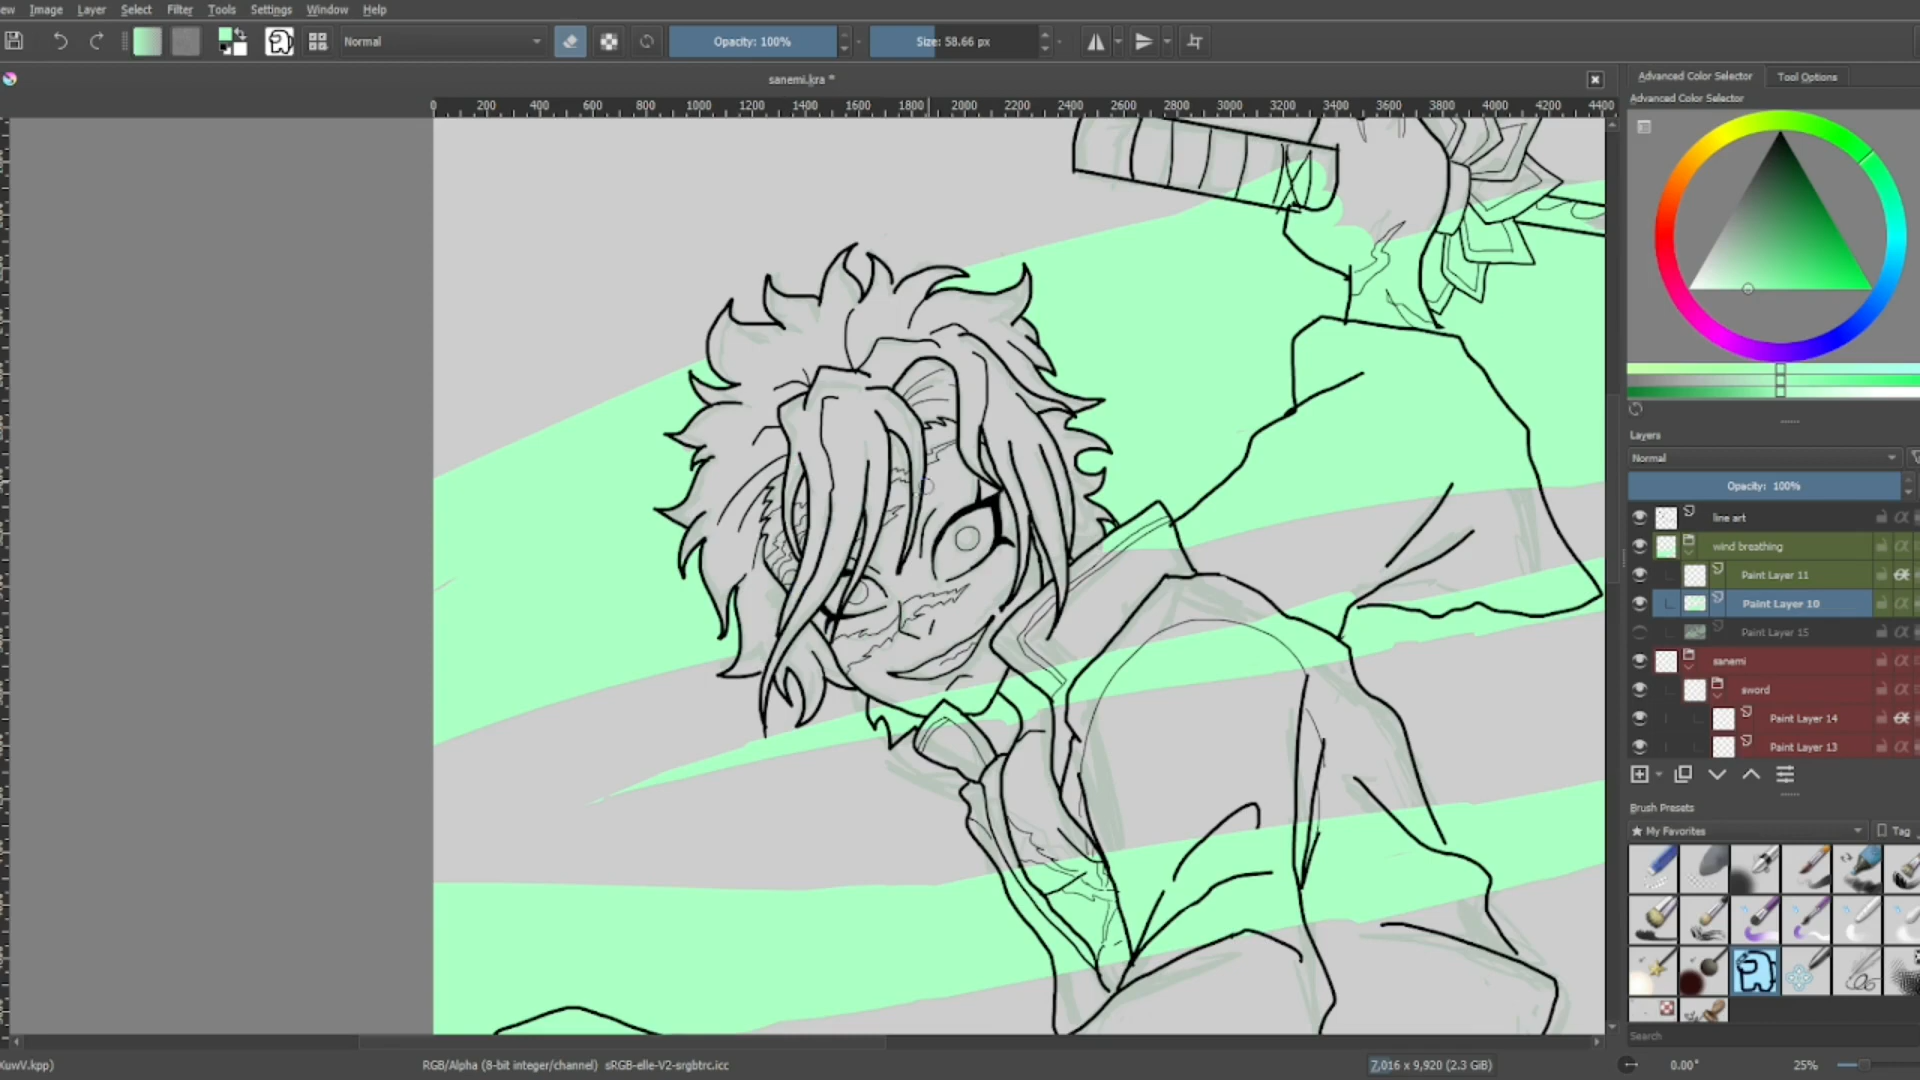 ew Image Layer Select Filter Tools Settings Window Help
Normal Opacity: 100% Size: 58.66 px
sanemi.kra *
Advanced Color Selector Tool Options
Advanced Color Selector
0 200 400 600 800 1000 1200 1400 1600 1800 2000 2200 2400 2600 2800 3000 3200 3400 3600 3800 4000 4200 4400
Layers
Normal
Opacity: 100%
line art
wind breathing
Paint Layer 11
Paint Layer 10
Paint Layer 15
sanemi
sword
Paint Layer 14
Paint Layer 13
Brush Presets
My Favorites Tag
Search
XuwV.kpp) RGB/Alpha (8-bit integer/channel) sRGB-elle-V2-srgbtrc.icc 7,016 x 9,920 (2.3 GiB) 0.00° 25%